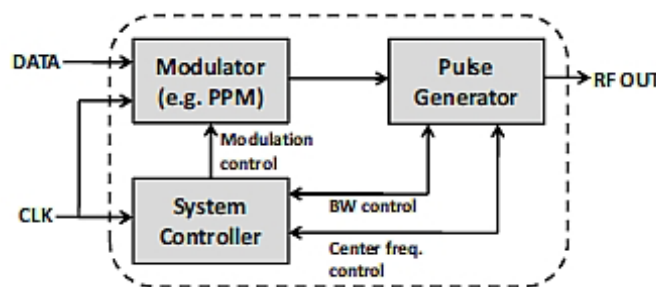 DATA
Modulator
(e.g. PPM)
Pulse
Generator
RF OUT
Modulation
control
CLK
System
Controller
BW control
Center freq.
control